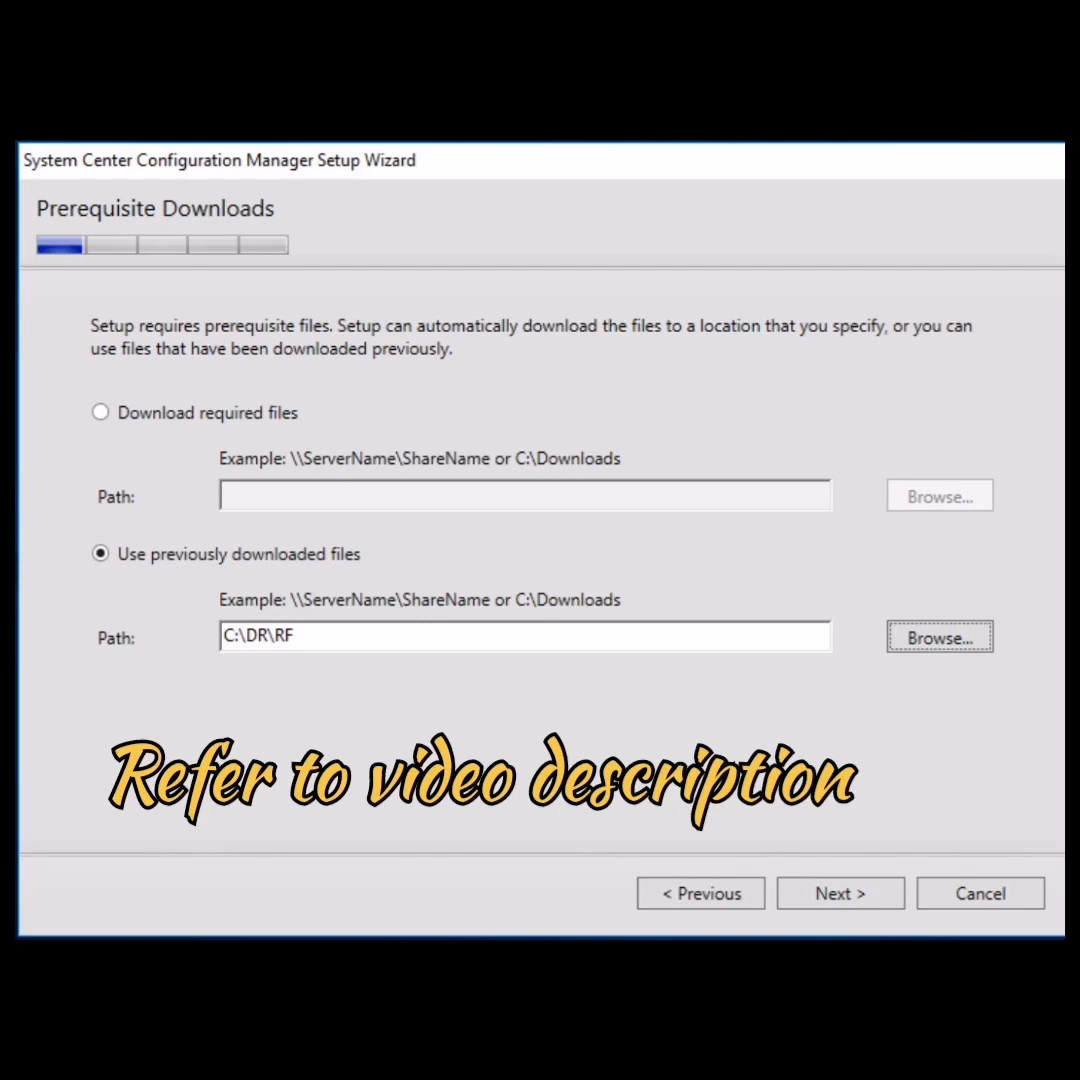 System Center Configuration Manager Setup Wizard
Prerequisite Downloads
Setup requires prerequisite files. Setup can automatically download the files to a location that you specify, or you can
use files that have been downloaded previously.
Download required files
Example: \\ServerName\ShareName or C:\Downloads
Path:
Browse...
Use previously downloaded files
Example: \\ServerName\ShareName or C:\Downloads
Path: C:\DR\RF
Browse...
Refer to video description
< Previous
Next >
Cancel